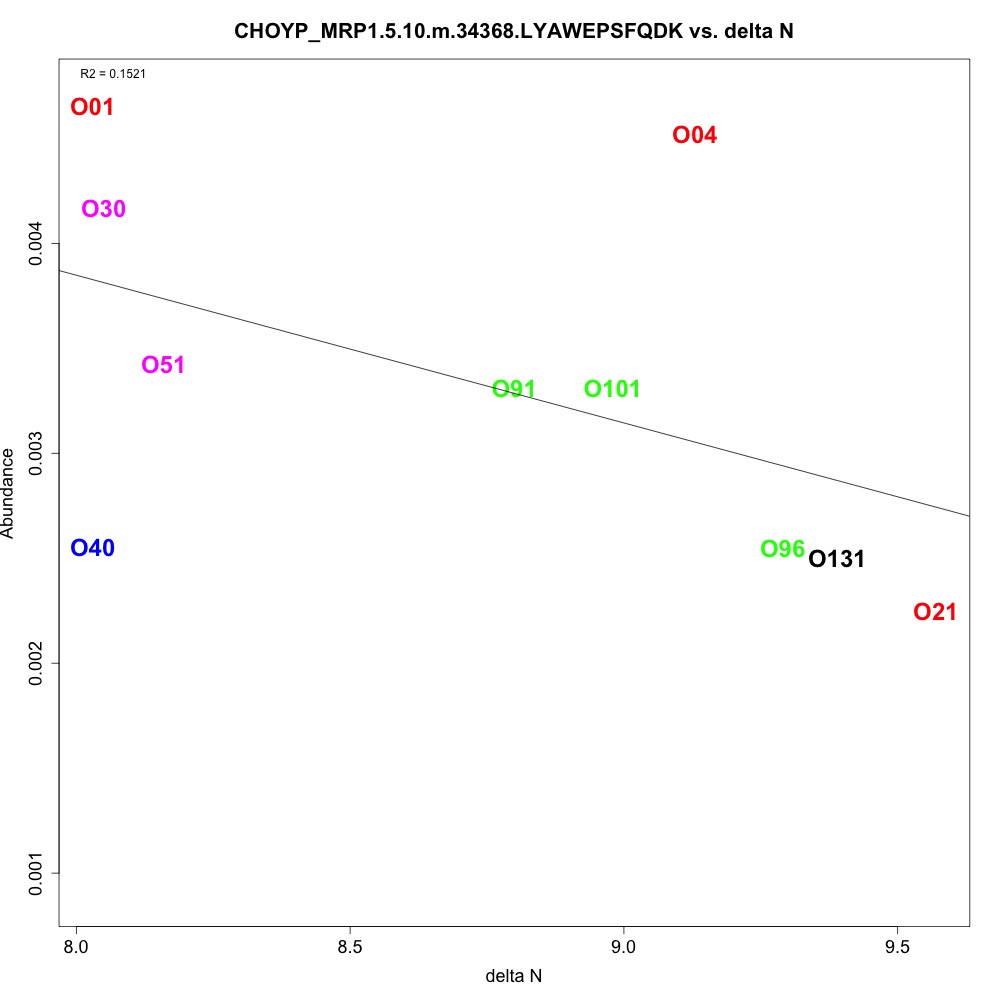 CHOYP_MRP1.5.10.m.34368.LYAWEPSFQDK vs. delta N
R2 = 0.1521
O01
O04
O30
0.004
O51
O91
O101
0.003
Abundance
O40
O96
O131
O21
0.002
0.001
8.0
8.5
9.0
9.5
delta N